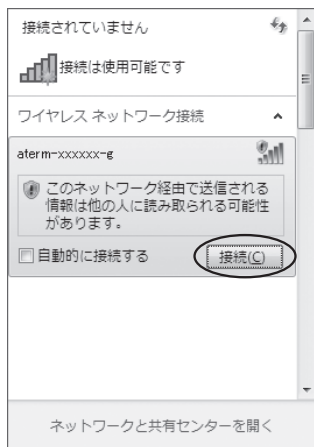 接続されていません
接続は使用可能です
ワイヤレス ネットワーク接続
aterm-xxxxxx-g
このネットワーク経由で送信される
情報は他の人に読み取られる可能性
があります。
自動的に接続する
接続(C)
ネットワークと共有センターを開く